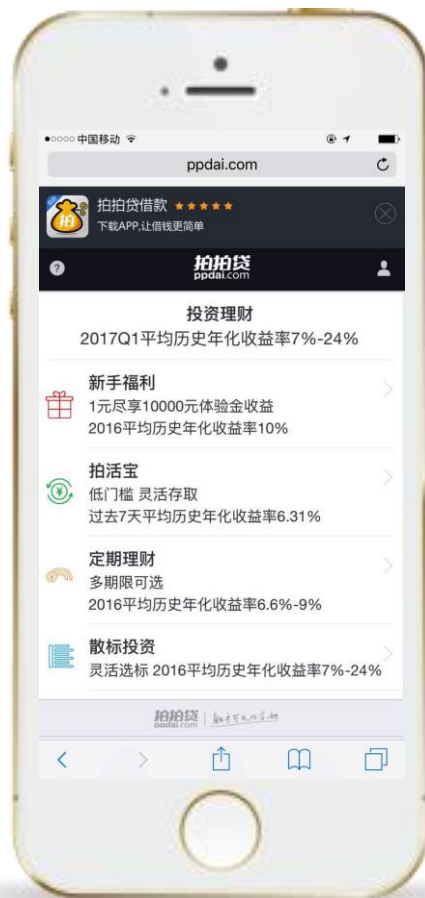 中国移动
ppdai.com
拍拍贷借款
下载APP,让借钱更简单
拍
?
拍拍贷
ppdai.com
投资理财
2017Q1平均历史年化收益率7%-24%
新手福利
1元尽享10000元体验金收益
2016平均历史年化收益率10%
拍活宝
低门槛 灵活存取
过去7天平均历史年化收益率6.31%
定期理财
多期限可选
2016平均历史年化收益率6.6%-9%
散标投资
灵活选标 2016平均历史年化收益率7%-24%
拍拍贷
ppdai.com